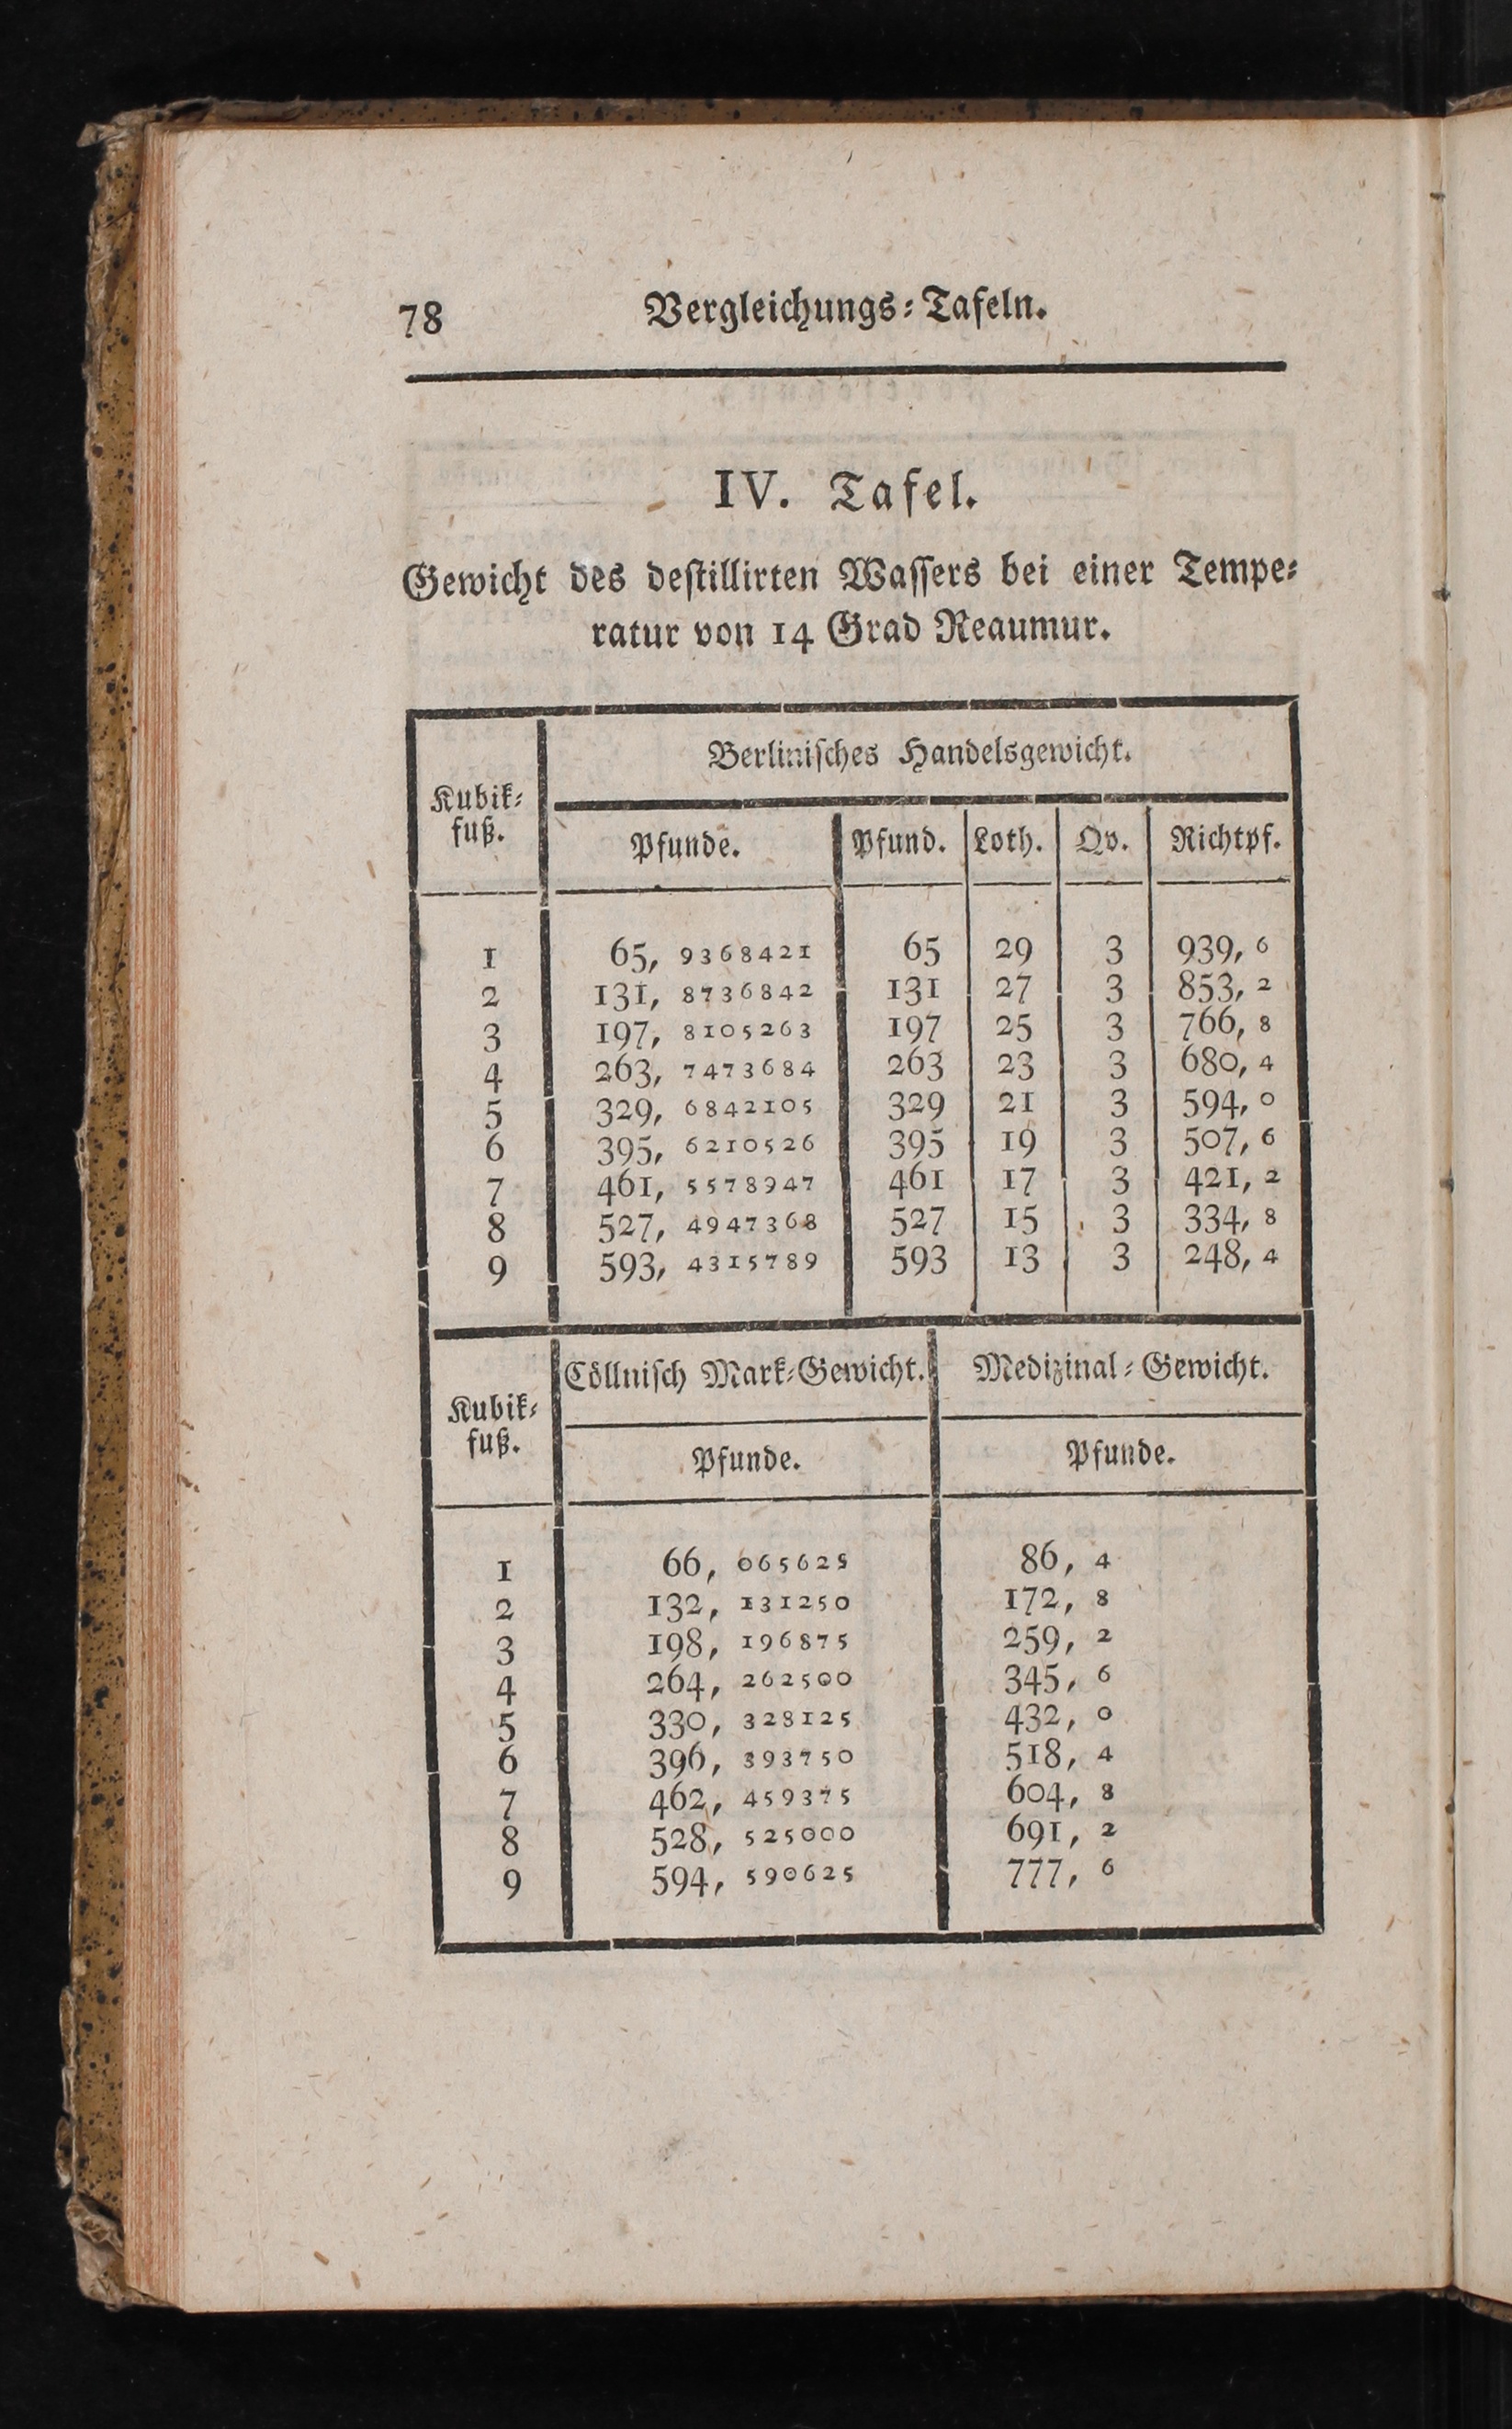 78 Vergleichungs-Tafeln.
IV. Tafel.
Gewicht des destillirten Wassers bei einer Tempe-
ratur von 14 Grad Reaumur.
Kubik-
fuß.
Berlinisches Handelsgewicht.
Pfunde. Pfund. Loth. Qv. Richtpf.
1 65, 9368421 65 29 3 939, 6
2 131, 8736842 131 27 3 853, 2
3 197, 8105263 197 25 3 766, 8
4 263, 7473684 263 23 3 680, 4
5 329, 6842105 329 21 3 594, 0
6 395, 6210526 395 19 3 507, 6
7 461, 5578947 461 17 3 421, 2
8 527, 4947368 527 15 3 334, 8
9 593, 4315789 593 13 3 248, 4
Kubik-
fuß.
Cöllnisch Mark-Gewicht. Medizinal-Gewicht.
Pfunde. Pfunde.
1 66, 065625 86, 4
2 132, 131250 172, 8
3 198, 196875 259, 2
4 264, 262500 345, 6
5 330, 328125 432, 0
6 396, 393750 518, 4
7 462, 459375 604, 8
8 528, 525000 691, 2
9 594, 590625 777, 6